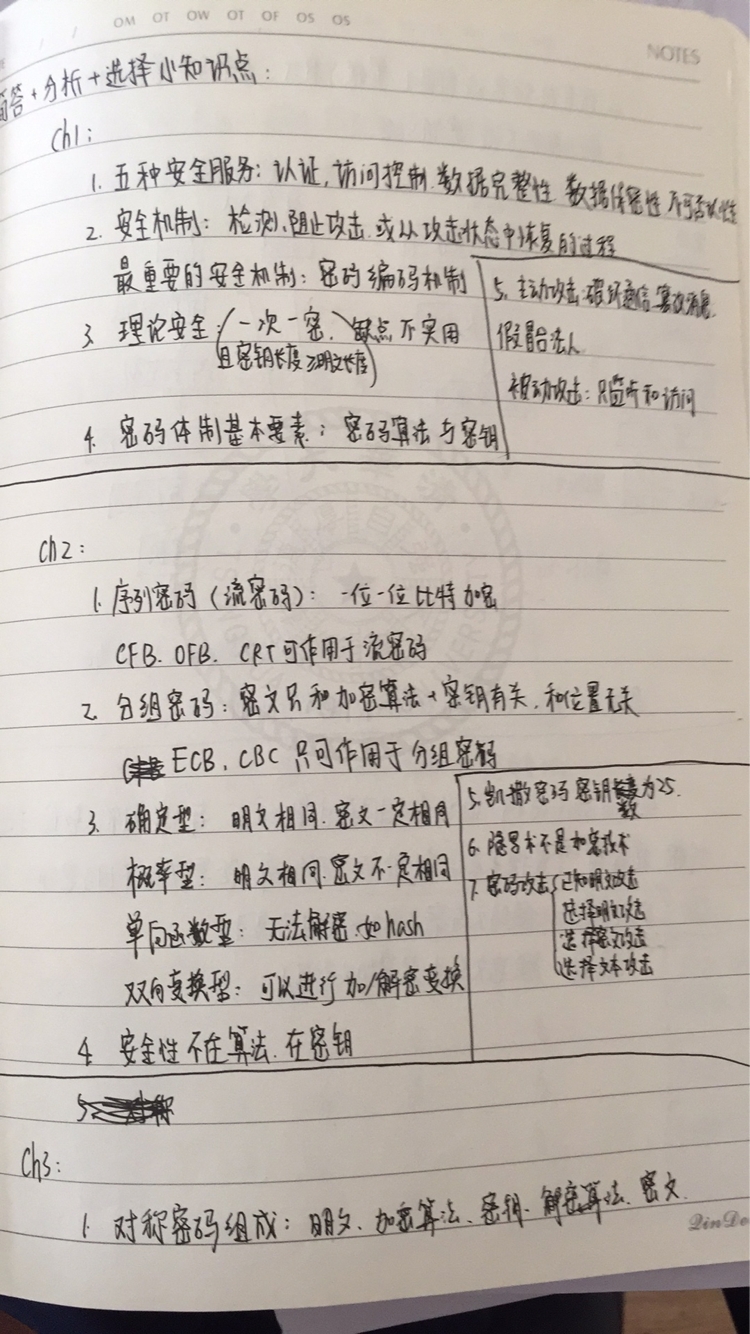 OM OT OW OT OF OS OS
NOTES
简答+分析+选择小知识点:
Ch1:
1. 五种安全服务: 认证, 访问控制. 数据完整性 数据保密性 不可否认性
2. 安全机制: 检测、阻止攻击 或从攻击状态中恢复的过程
最重要的安全机制: 密码编码机制
3. 理论安全:(一次一密. 缺点不实用
且密钥长度≥明文长度)
4. 密码体制基本要素: 密码算法与密钥
5. 主动攻击: 破坏通信, 篡改消息
假冒合法人
被动攻击: 只监听和访问
Ch2:
1. 序列密码(流密码): 一位一位比特加密
CFB. OFB. CRT可作用于流密码
2. 分组密码: 密文只和加密算法+密钥有关, 和位置无关
ECB. CBC 只可作用于分组密码
3. 确定型: 明文相同. 密文一定相同
概率型: 明文相同. 密文不一定相同
单向函数型: 无法解密. 如hash
双向变换型: 可以进行加/解密变换
4. 安全性不在算法. 在密钥
5. 凯撒密码密钥数为25.
6. 隐写术不是加密技术
7. 密码攻击{已知明文攻击
选择明文攻击
选择密文攻击
选择文本攻击
5.
Ch3:
1. 对称密码组成: 明文、加密算法、密钥、解密算法、密文